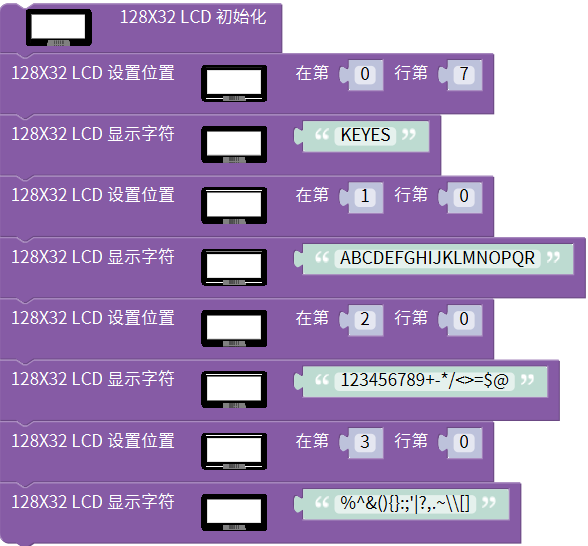 128X32 LCD 初始化
128X32 LCD 设置位置 在第 0 行第 7
128X32 LCD 显示字符 “ KEYES ”
128X32 LCD 设置位置 在第 1 行第 0
128X32 LCD 显示字符 “ ABCDEFGHIJKLMNOPQR ”
128X32 LCD 设置位置 在第 2 行第 0
128X32 LCD 显示字符 “ 123456789+-*/<>=$@ ”
128X32 LCD 设置位置 在第 3 行第 0
128X32 LCD 显示字符 “ %^&(){}:;'|?,.~\\[] ”